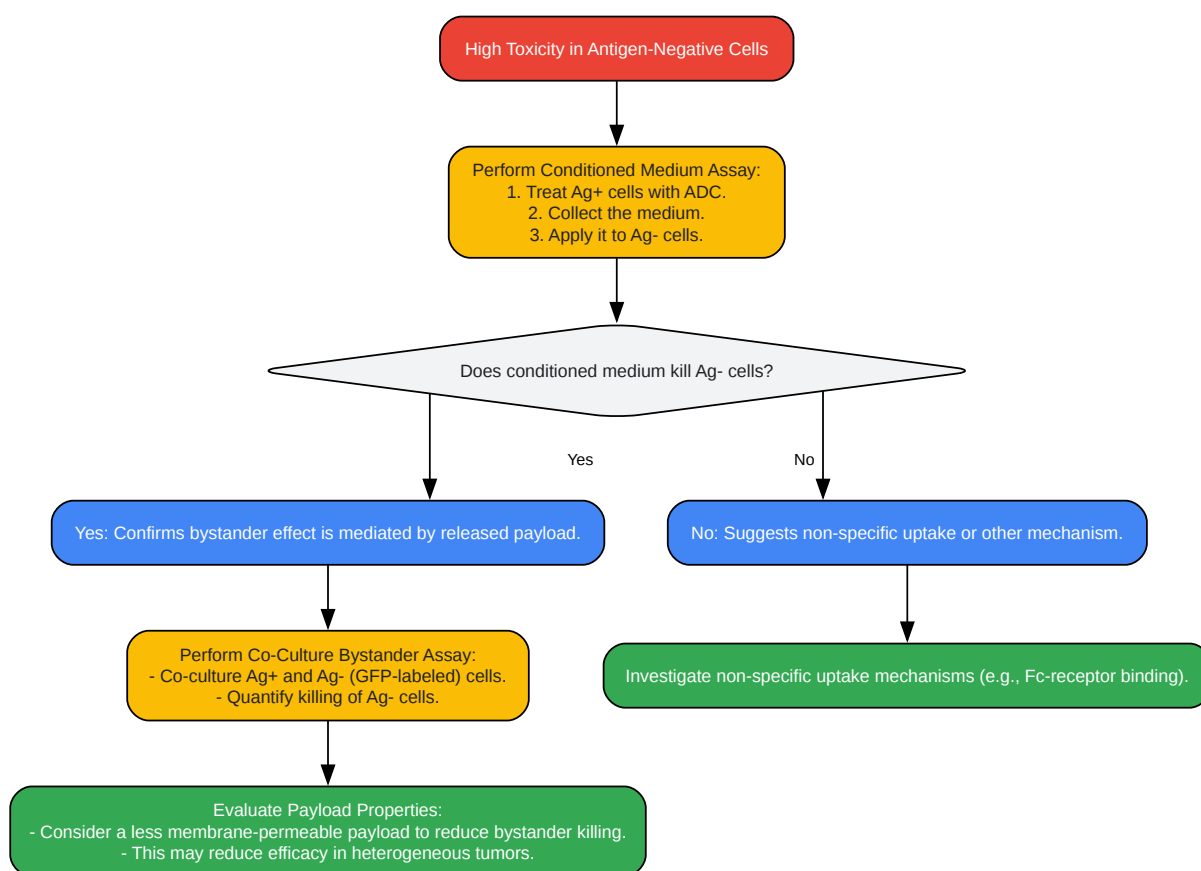 High Toxicity in Antigen-Negative Cells
Perform Conditioned Medium Assay:
1. Treat Ag+ cells with ADC.
2. Collect the medium.
3. Apply it to Ag- cells.
Does conditioned medium kill Ag- cells?
Yes
No
Yes: Confirms bystander effect is mediated by released payload.
No: Suggests non-specific uptake or other mechanism.
Perform Co-Culture Bystander Assay:
- Co-culture Ag+ and Ag- (GFP-labeled) cells.
- Quantify killing of Ag- cells.
Investigate non-specific uptake mechanisms (e.g., Fc-receptor binding).
Evaluate Payload Properties:
- Consider a less membrane-permeable payload to reduce bystander killing.
- This may reduce efficacy in heterogeneous tumors.